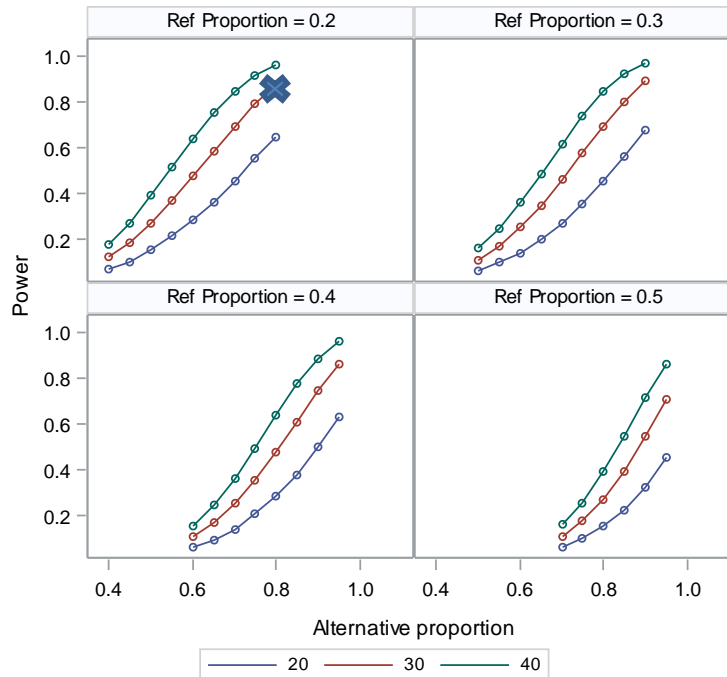 Ref Proportion = 0.2
Ref Proportion = 0.3
1.0
0.8
0.6
0.4
0.2
Power
Ref Proportion = 0.4
Ref Proportion = 0.5
1.0
0.8
0.6
0.4
0.2
0.4 0.6 0.8 1.0 0.4 0.6 0.8 1.0
Alternative proportion
20 30 40